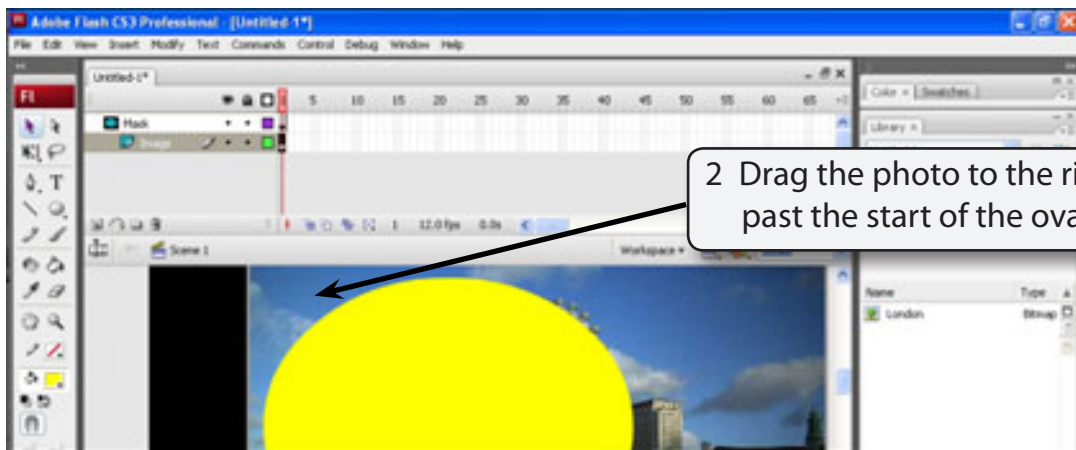 Adobe Flash CS3 Professional - [Untitled-1*]
File Edit View Insert Modify Text Commands Control Debug Window Help
Untitled-1*
Fl
5 10 15 20 25 30 35 40 45 50 55 60 65
Color × Swatches
Mask
Library ×
Image
2 Drag the photo to the ri
past the start of the ova
1 12.0 fps 0.0s
Scene 1
Workspace
Name Type
London Bitmap